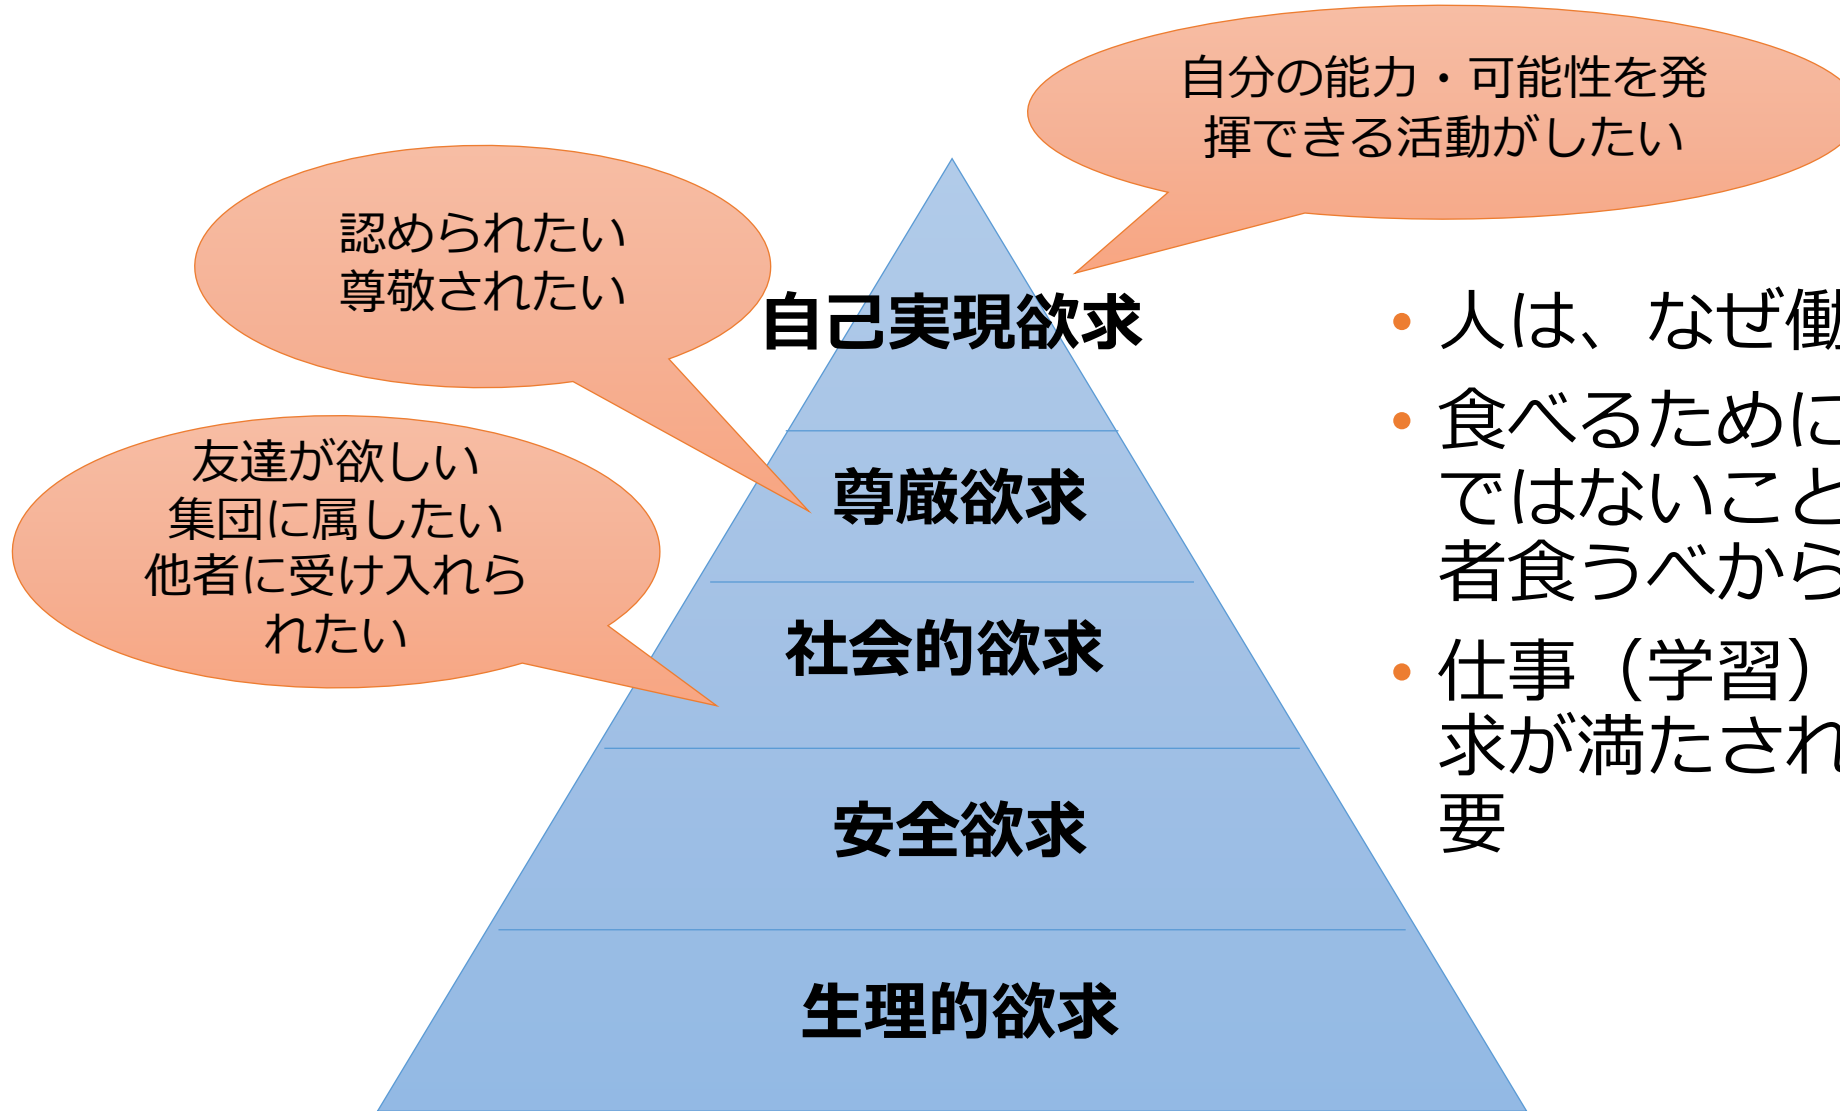 自分の能力・可能性を発
揮できる活動がしたい
認められたい
尊敬されたい
友達が欲しい
集団に属したい
他者に受け入れら
れたい
自己実現欲求
尊厳欲求
社会的欲求
安全欲求
生理的欲求
• 人は、なぜ働
• 食べるために
ではないこと
者食うべから
• 仕事（学習）
求が満たされ
要